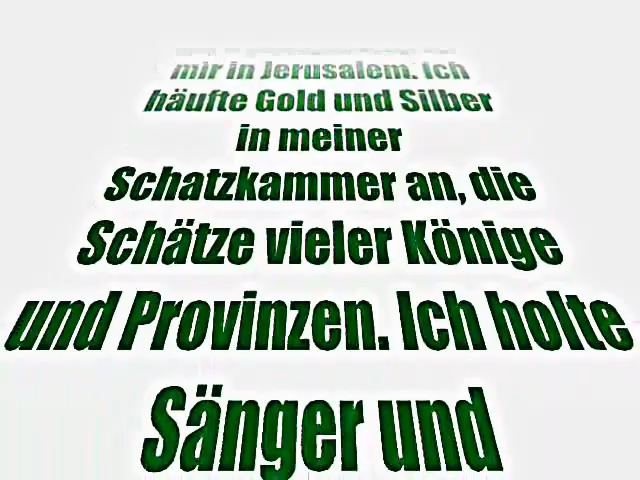 mir in Jerusalem. Ich
häufte Gold und Silber
in meiner
Schatzkammer an, die
Schätze vieler Könige
und Provinzen. Ich holte
Sänger und